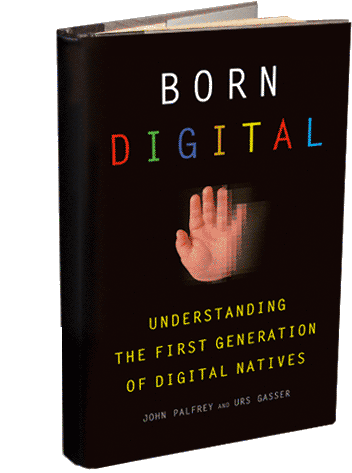 BORN
DIGITAL
UNDERSTANDING
THE FIRST GENERATION
OF DIGITAL NATIVES
JOHN PALFREY AND URS GASSER